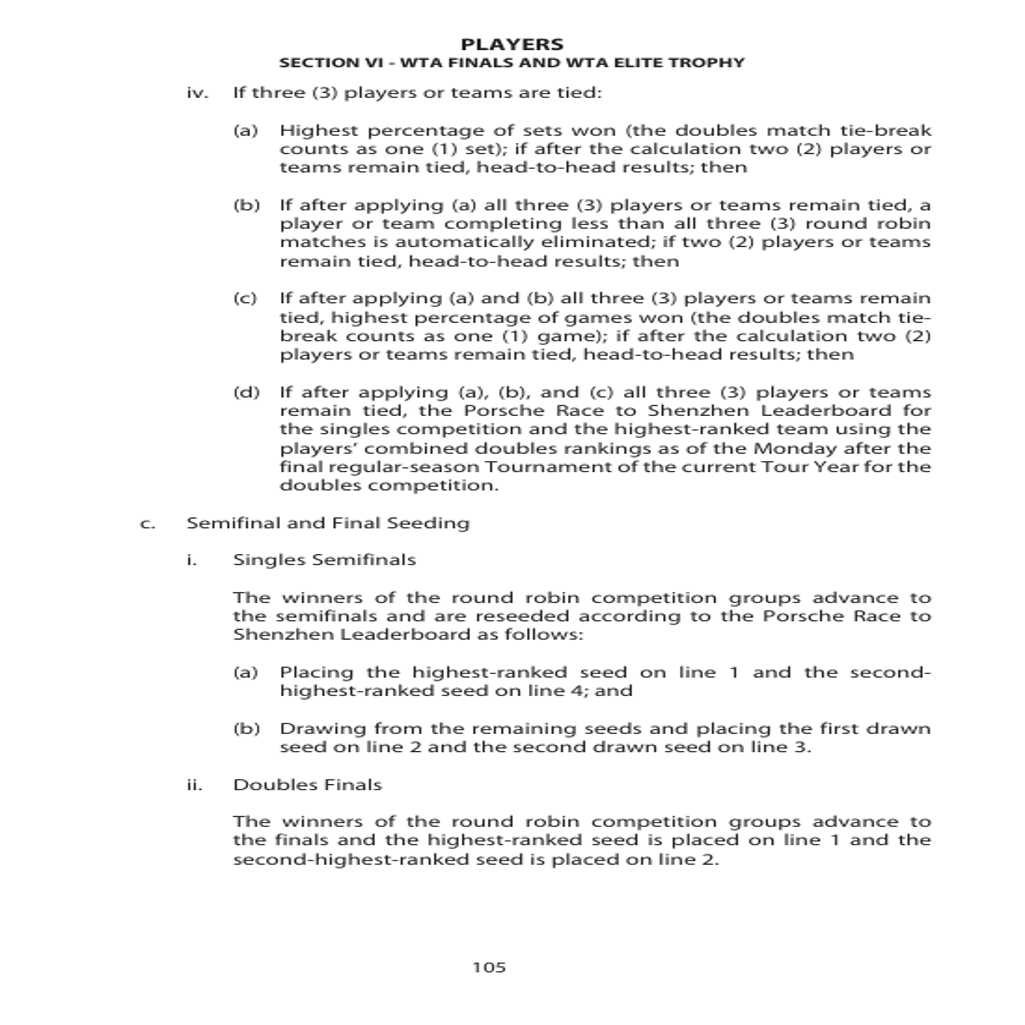 PLAYERS
SECTION VI - WTA FINALS AND WTA ELITE TROPHY
iv. If three (3) players or teams are tied:
(a) Highest percentage of sets won (the doubles match tie-break
counts as one (1) set); if after the calculation two (2) players or
teams remain tied, head-to-head results; then
(b) If after applying (a) all three (3) players or teams remain tied, a
player or team completing less than all three (3) round robin
matches is automatically eliminated; if two (2) players or teams
remain tied, head-to-head results; then
(c) If after applying (a) and (b) all three (3) players or teams remain
tied, highest percentage of games won (the doubles match tie-
break counts as one (1) game); if after the calculation two (2)
players or teams remain tied, head-to-head results; then
(d) If after applying (a), (b), and (c) all three (3) players or teams
remain tied, the Porsche Race to Shenzhen Leaderboard for
the singles competition and the highest-ranked team using the
players’ combined doubles rankings as of the Monday after the
final regular-season Tournament of the current Tour Year for the
doubles competition.
c. Semifinal and Final Seeding
i. Singles Semifinals
The winners of the round robin competition groups advance to
the semifinals and are reseeded according to the Porsche Race to
Shenzhen Leaderboard as follows:
(a) Placing the highest-ranked seed on line 1 and the second-
highest-ranked seed on line 4; and
(b) Drawing from the remaining seeds and placing the first drawn
seed on line 2 and the second drawn seed on line 3.
ii. Doubles Finals
The winners of the round robin competition groups advance to
the finals and the highest-ranked seed is placed on line 1 and the
second-highest-ranked seed is placed on line 2.
105